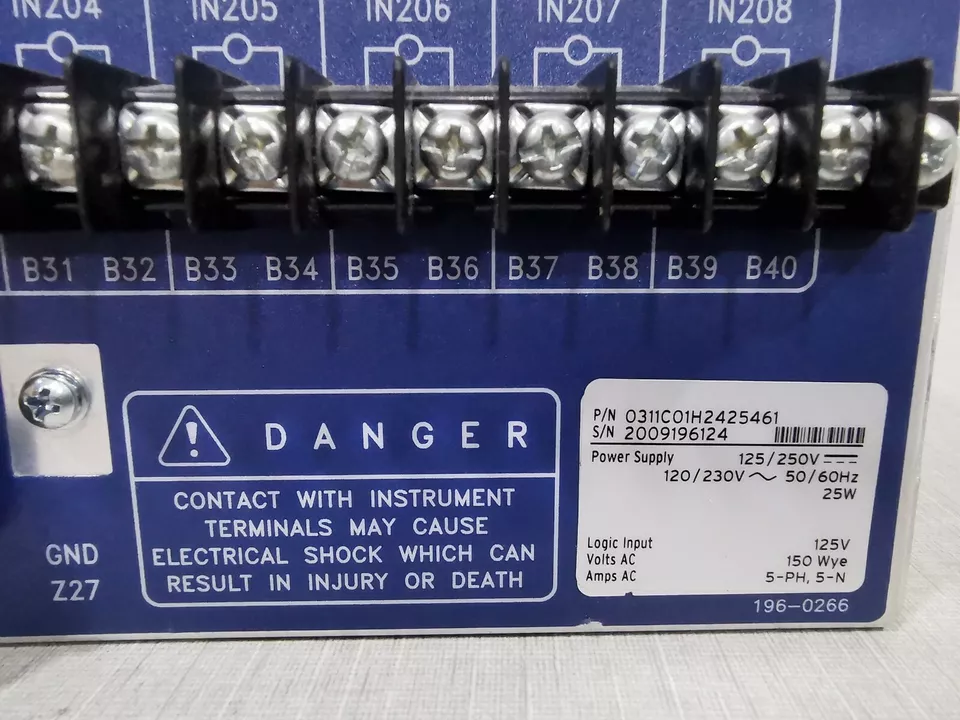 IN204 IN205 IN206 IN207 IN208
B31 B32 B33 B34 B35 B36 B37 B38 B39 B40
GND
Z27
DANGER
CONTACT WITH INSTRUMENT
TERMINALS MAY CAUSE
ELECTRICAL SHOCK WHICH CAN
RESULT IN INJURY OR DEATH
P/N 0311C01H2425461
S/N 2009196124
Power Supply 125/250V
120/230V ~ 50/60Hz
25W
Logic Input 125V
Volts AC 150 Wye
Amps AC 5-PH, 5-N
196-0266